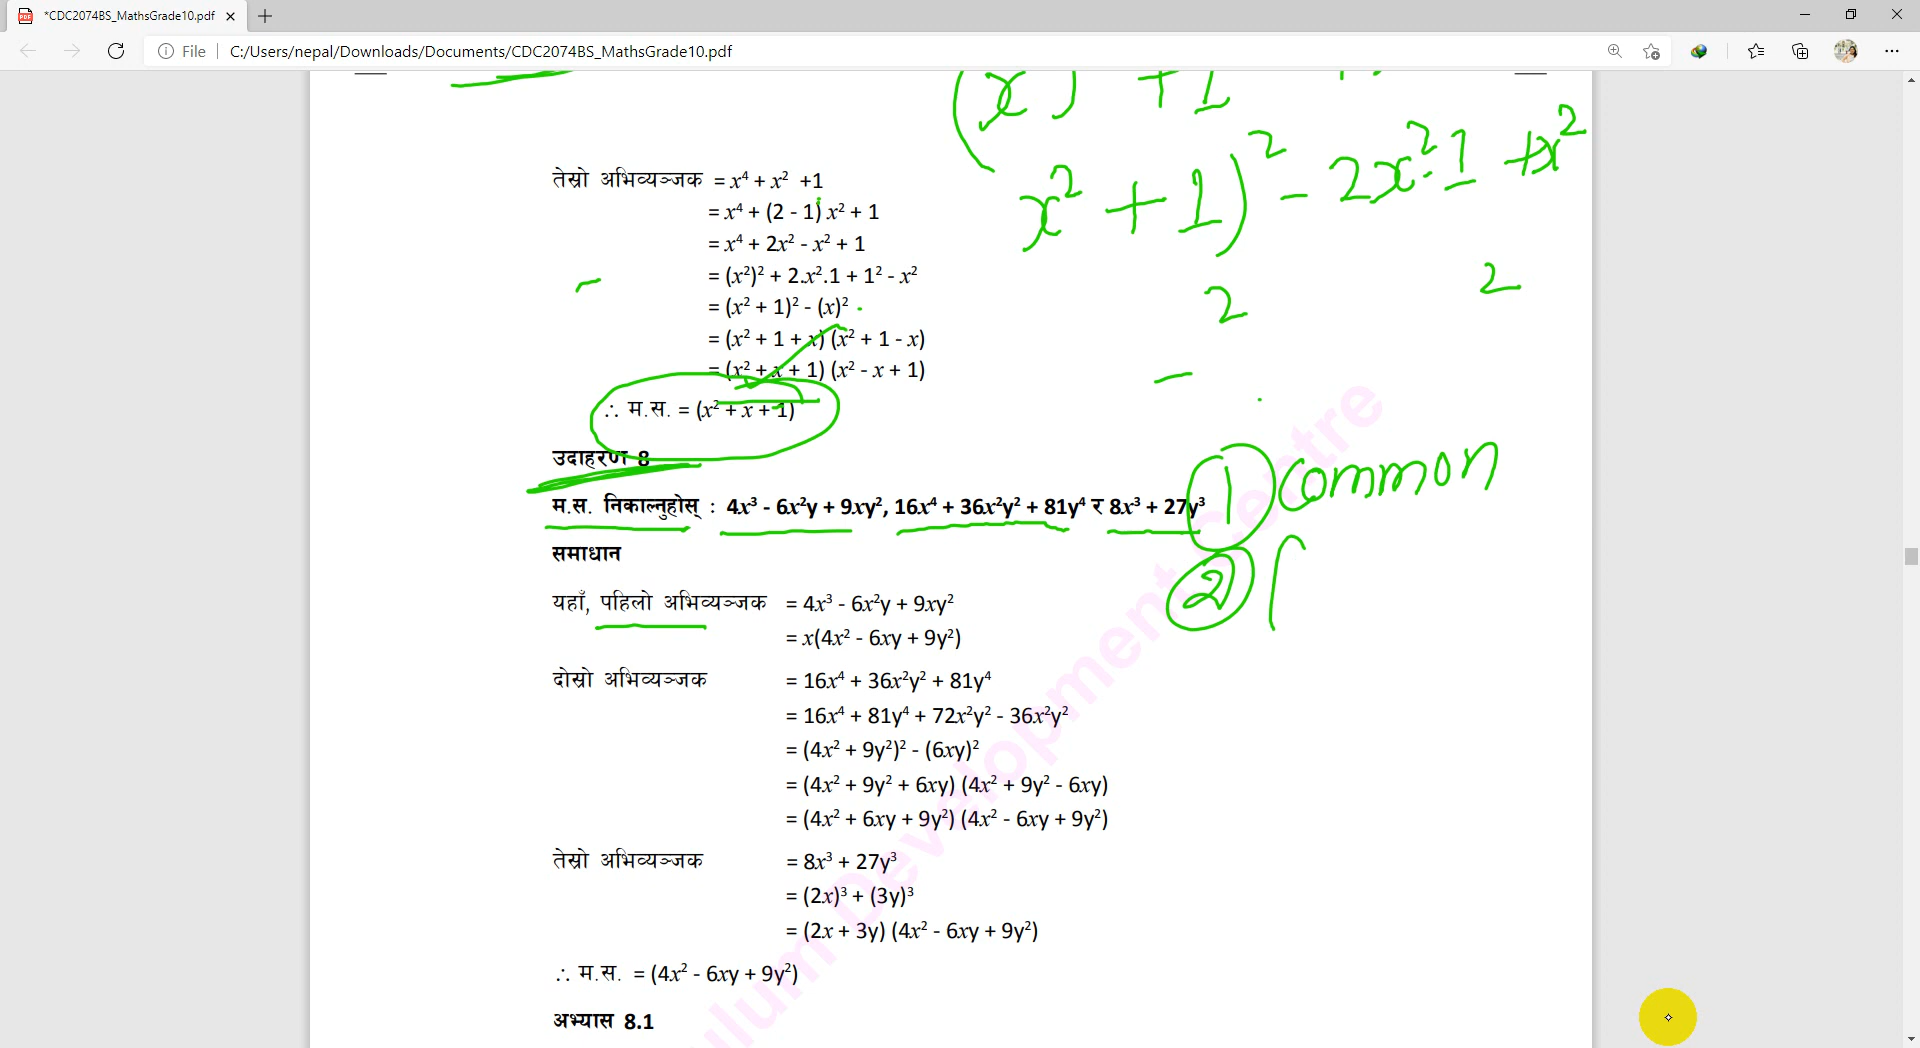 *CDC2074BS_MathsGrade10.pdf
File
C:/Users/nepal/Downloads/Documents/CDC2074BS_MathsGrade10.pdf
(x) + 1
x² + 1)² - 2x²·1 + x²
तेस्रो अभिव्यञ्जक = x⁴ + x² +1
= x⁴ + (2 - 1) x² + 1
= x⁴ + 2x² - x² + 1
= (x²)² + 2.x².1 + 1² - x²
2
= (x² + 1)² - (x)²
2
= (x² + 1 + x) (x² + 1 - x)
= (x² + x + 1) (x² - x + 1)
∴ म.स. = (x² + x + 1)
उदाहरण 8
1 common
म.स. निकाल्नुहोस् : 4x³ - 6x²y + 9xy², 16x⁴ + 36x²y² + 81y⁴ र 8x³ + 27y³
समाधान
2 (
यहाँ, पहिलो अभिव्यञ्जक = 4x³ - 6x²y + 9xy²
= x(4x² - 6xy + 9y²)
दोस्रो अभिव्यञ्जक = 16x⁴ + 36x²y² + 81y⁴
= 16x⁴ + 81y⁴ + 72x²y² - 36x²y²
= (4x² + 9y²)² - (6xy)²
= (4x² + 9y² + 6xy) (4x² + 9y² - 6xy)
= (4x² + 6xy + 9y²) (4x² - 6xy + 9y²)
तेस्रो अभिव्यञ्जक = 8x³ + 27y³
= (2x)³ + (3y)³
= (2x + 3y) (4x² - 6xy + 9y²)
∴ म.स. = (4x² - 6xy + 9y²)
अभ्यास 8.1
ulum Development Centre